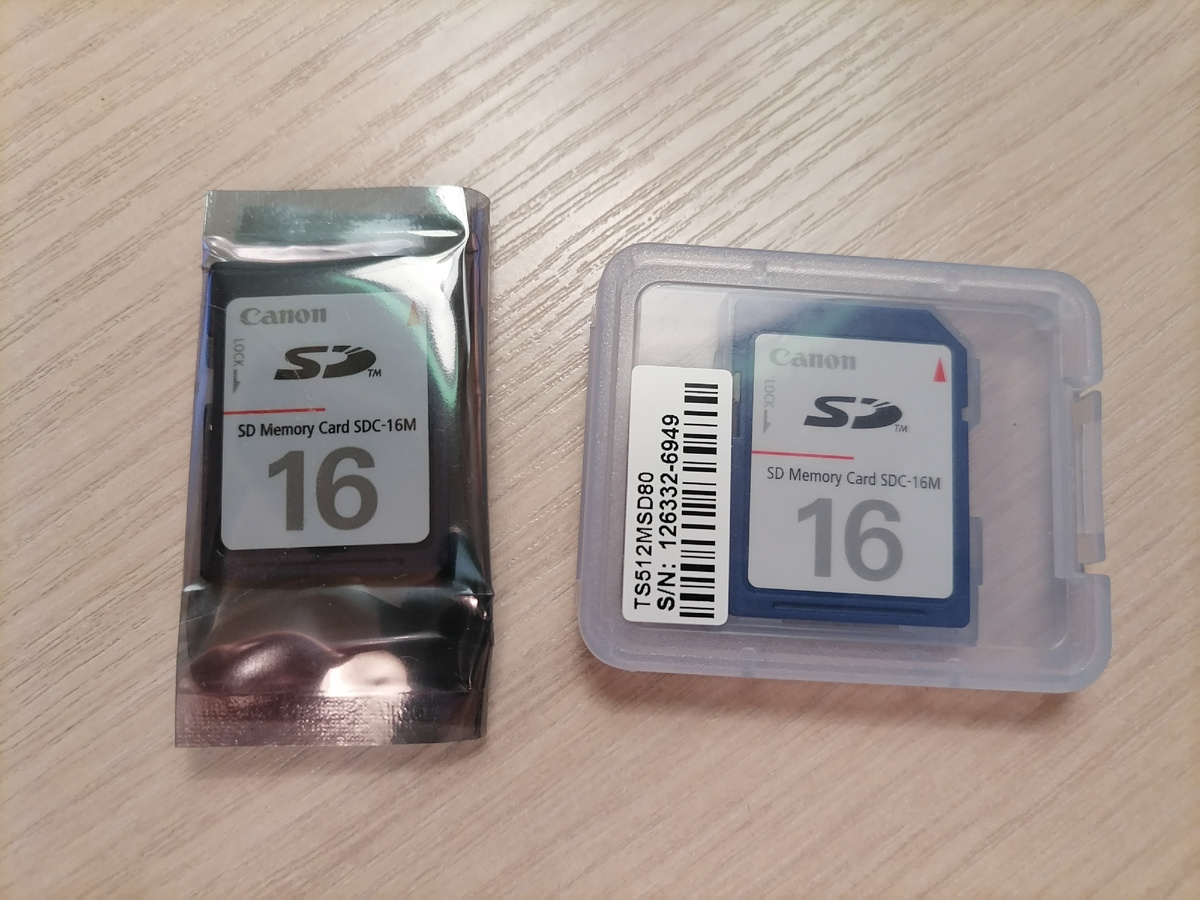 Canon
LOCK
SD TM
SD Memory Card SDC-16M
16
TS512MSD80
S/N: 126332-6949
Canon
LOCK
SD TM
SD Memory Card SDC-16M
16